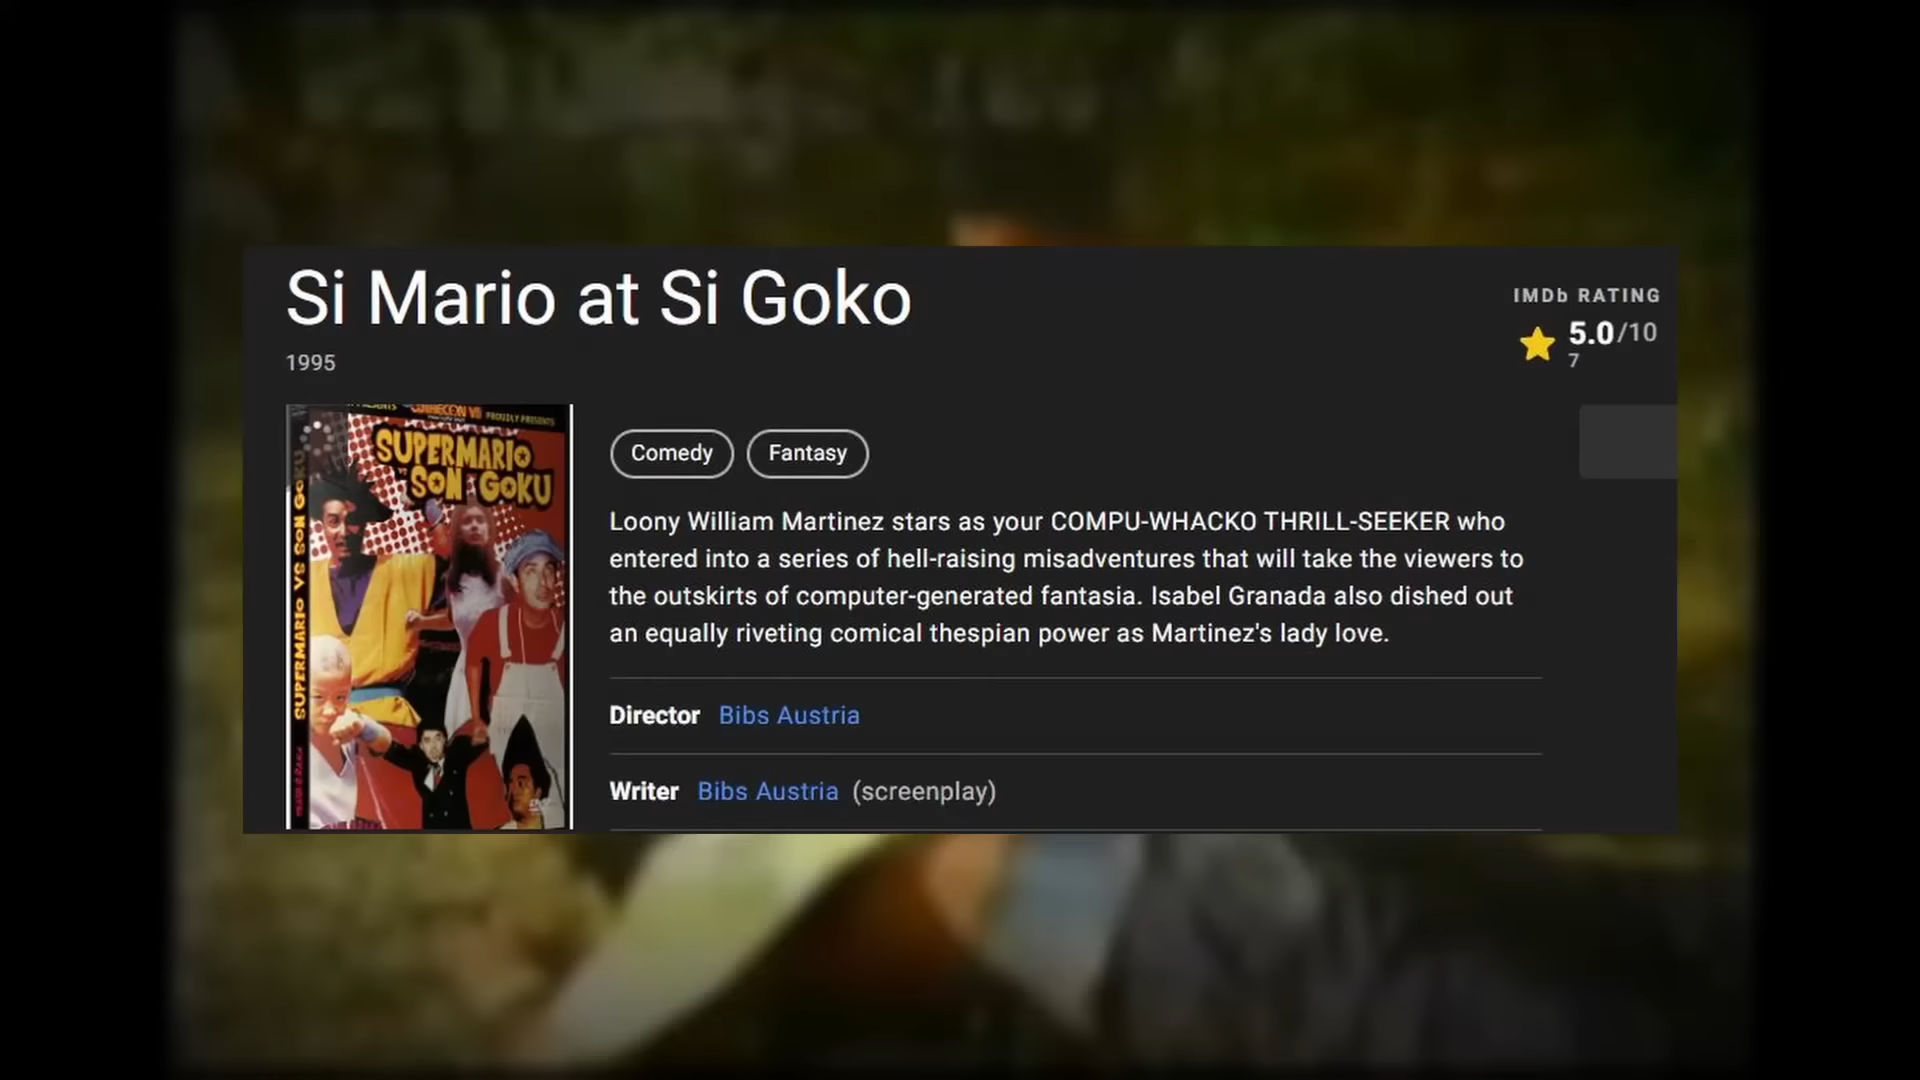 Si Mario at Si Goko
1995
IMDb RATING
5.0/10
7
PROUDLY PRESENTS
SUPERMARIO
VS
SON GOKU
SUPERMARIO VS SON GOKU
Comedy
Fantasy
Loony William Martinez stars as your COMPU-WHACKO THRILL-SEEKER who
entered into a series of hell-raising misadventures that will take the viewers to
the outskirts of computer-generated fantasia. Isabel Granada also dished out
an equally riveting comical thespian power as Martinez's lady love.
Director Bibs Austria
Writer Bibs Austria (screenplay)